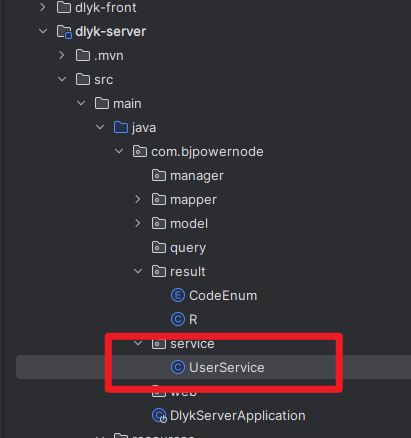 dlyk-front
dlyk-server
.mvn
src
main
java
com.bjpowernode
manager
mapper
model
query
result
E CodeEnum
C R
service
C UserService
web
C DlykServerApplication
resources